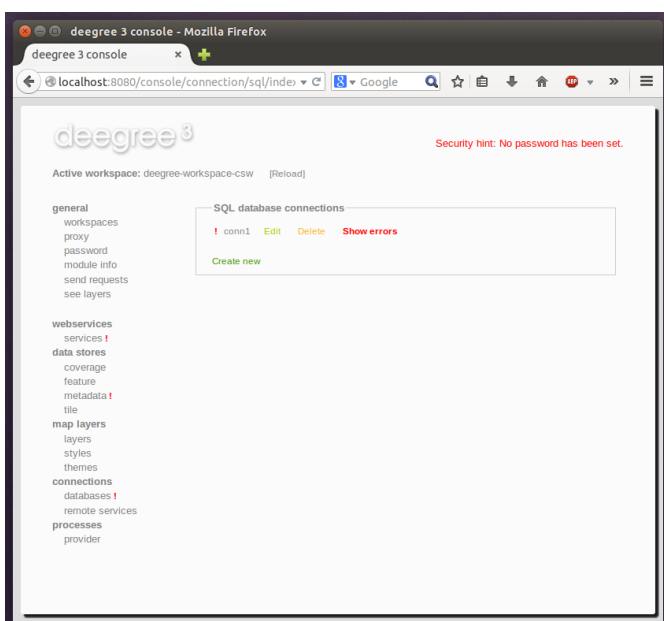 deegree 3 console - Mozilla Firefox
deegree 3 console
localhost:8080/console/connection/sql/inde
Google
ABP
deegree 3
Security hint: No password has been set.
Active workspace: deegree-workspace-csw [Reload]
general
workspaces
proxy
password
module info
send requests
see layers
webservices
services !
data stores
coverage
feature
metadata !
tile
map layers
layers
styles
themes
connections
databases !
remote services
processes
provider
SQL database connections
! conn1 Edit Delete Show errors
Create new